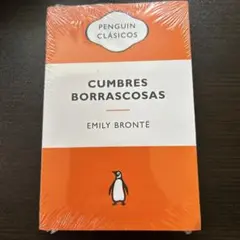 PENGUIN
CLÁSICOS
CUMBRES
BORRASCOSAS
EMILY BRONTË